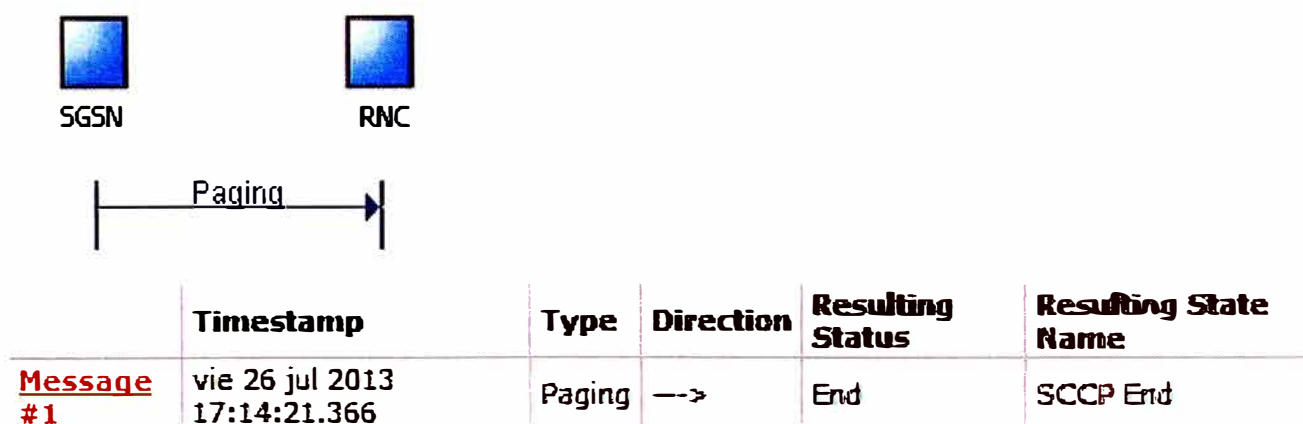 SGSN RNC
Paging
Timestamp Type Direction Resulting Status Resulting State Name
Message #1 vie 26 jul 2013 17:14:21.366 Paging ---> End SCCP End